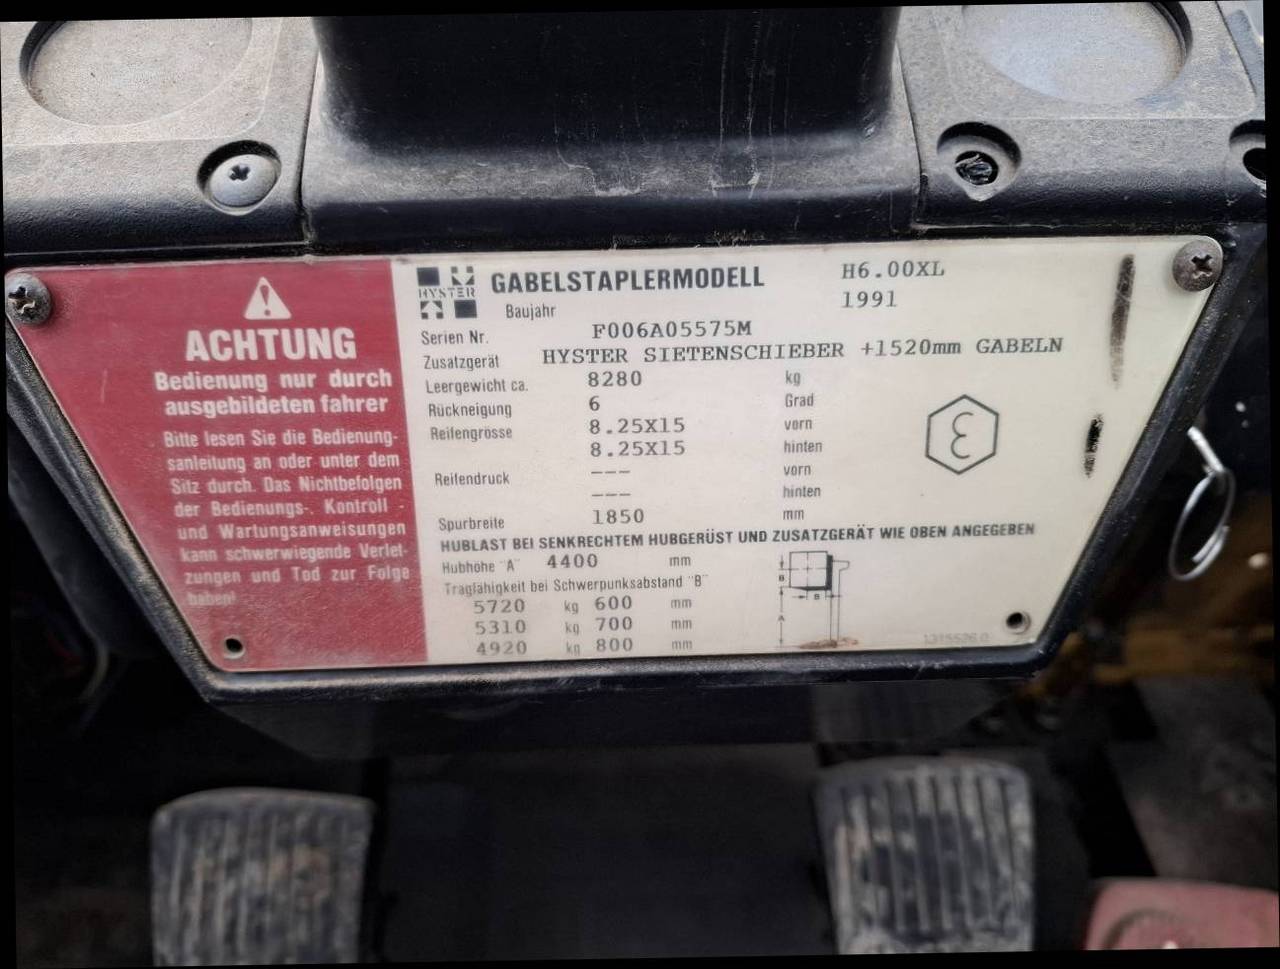 ACHTUNG
Bedienung nur durch
ausgebildeten fahrer
Bitte lesen Sie die Bedienung-
sanleitung an oder unter dem
Sitz durch. Das Nichtbefolgen
der Bedienungs-. Kontroll -
und Wartungsanweisungen
kann schwerwiegende Verlet-
zungen und Tod zur Folge
haben!
HYSTER
GABELSTAPLERMODELL H6.00XL
Baujahr 1991
Serien Nr. F006A05575M
Zusatzgerät HYSTER SIETENSCHIEBER +1520mm GABELN
Leergewicht ca. 8280 kg
Rückneigung 6 Grad
Reifengrösse 8.25X15 vorn
8.25X15 hinten
Reifendruck --- vorn
--- hinten
Spurbreite 1850 mm
HUBLAST BEI SENKRECHTEM HUBGERÜST UND ZUSATZGERÄT WIE OBEN ANGEGEBEN
Hubhöhe "A" 4400 mm
Tragfähigkeit bei Schwerpunksabstand "B"
5720 kg 600 mm
5310 kg 700 mm
4920 kg 800 mm
B
B
A